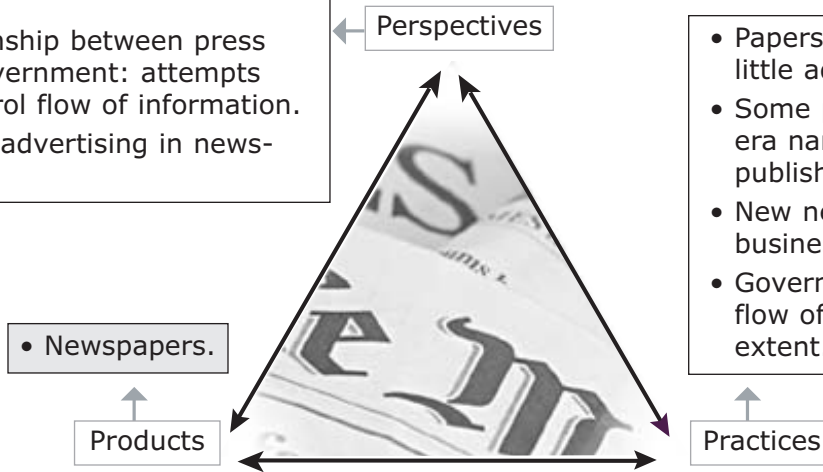 nship between press
vernment: attempts
rol flow of information.
advertising in news-
Perspectives
• Papers
little a
• Some
era nar
publish
• New ne
busine
• Govern
flow of
extent
• Newspapers.
Products
Practices
S
e M